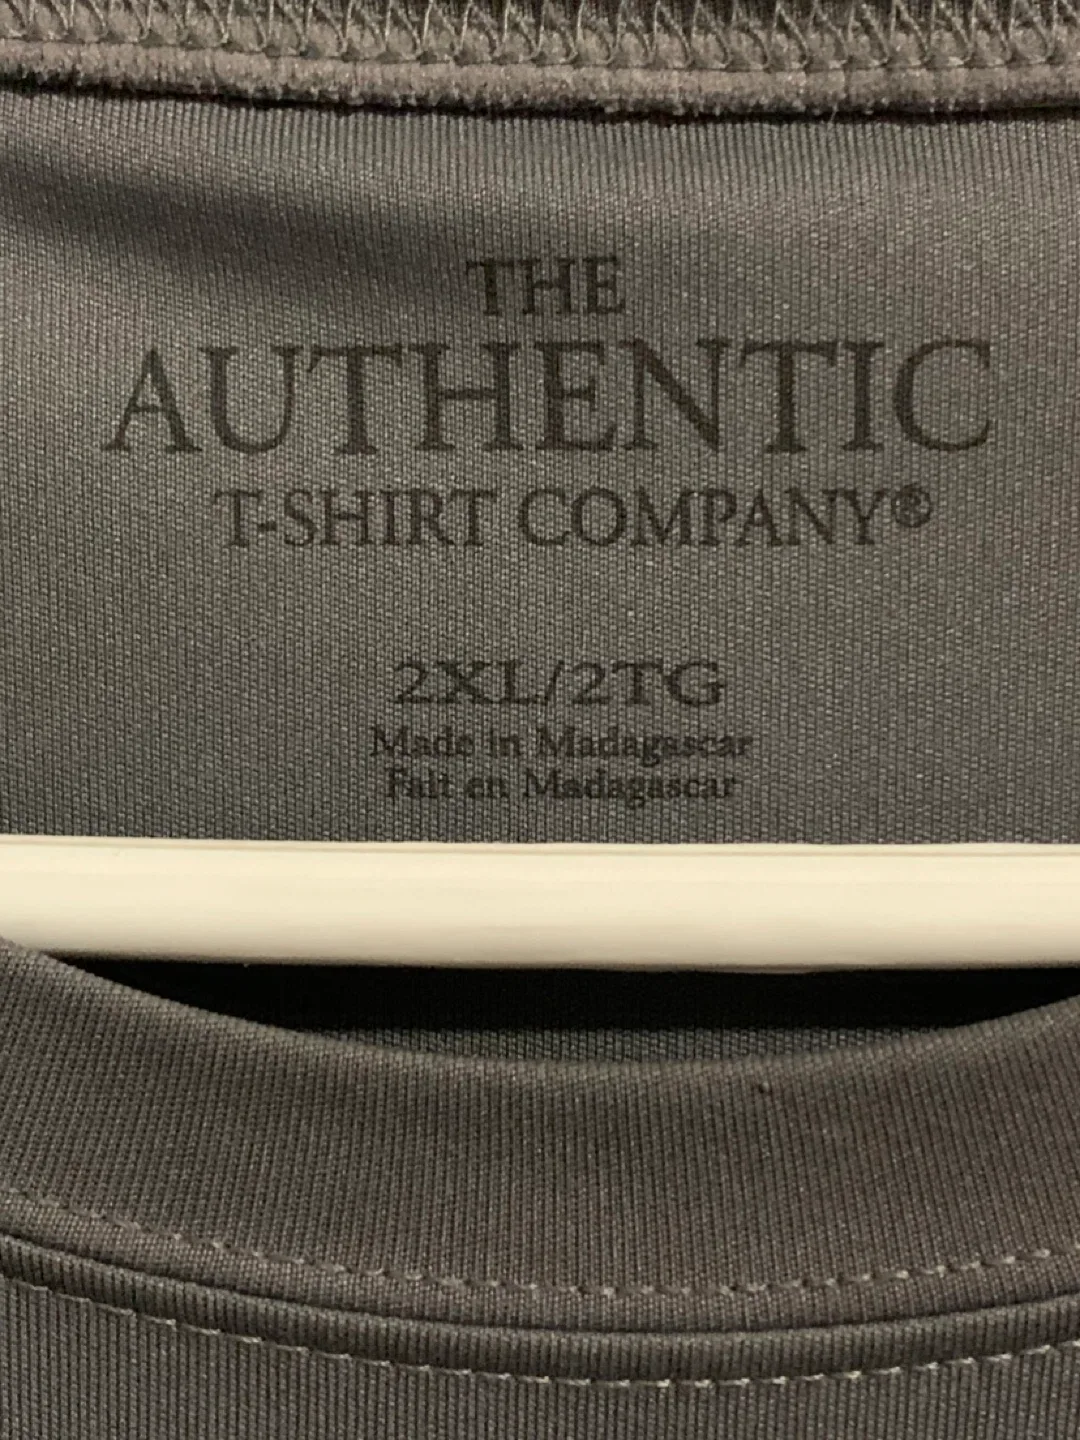 THE
AUTHENTIC
T-SHIRT COMPANY®
2XL/2TG
Made in Madagascar
Fait en Madagascar